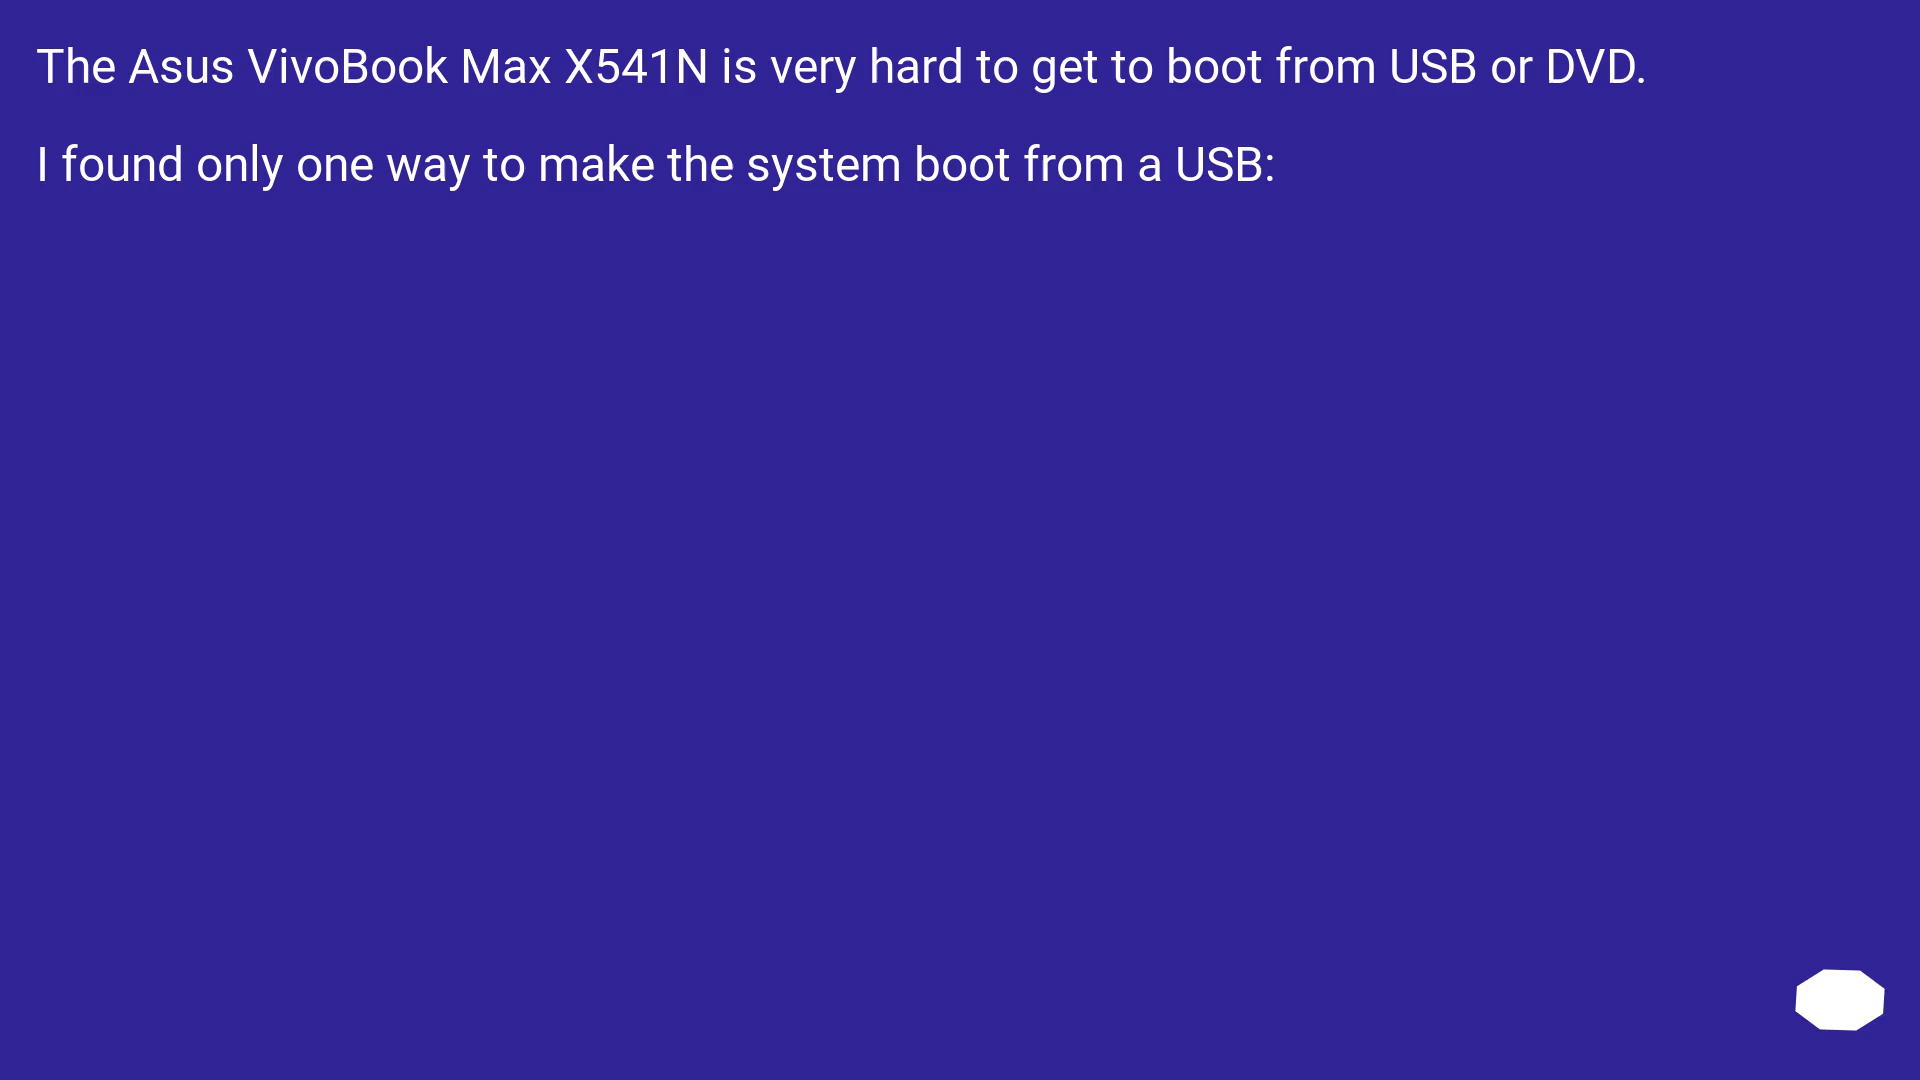 The Asus VivoBook Max X541N is very hard to get to boot from USB or DVD.
I found only one way to make the system boot from a USB: